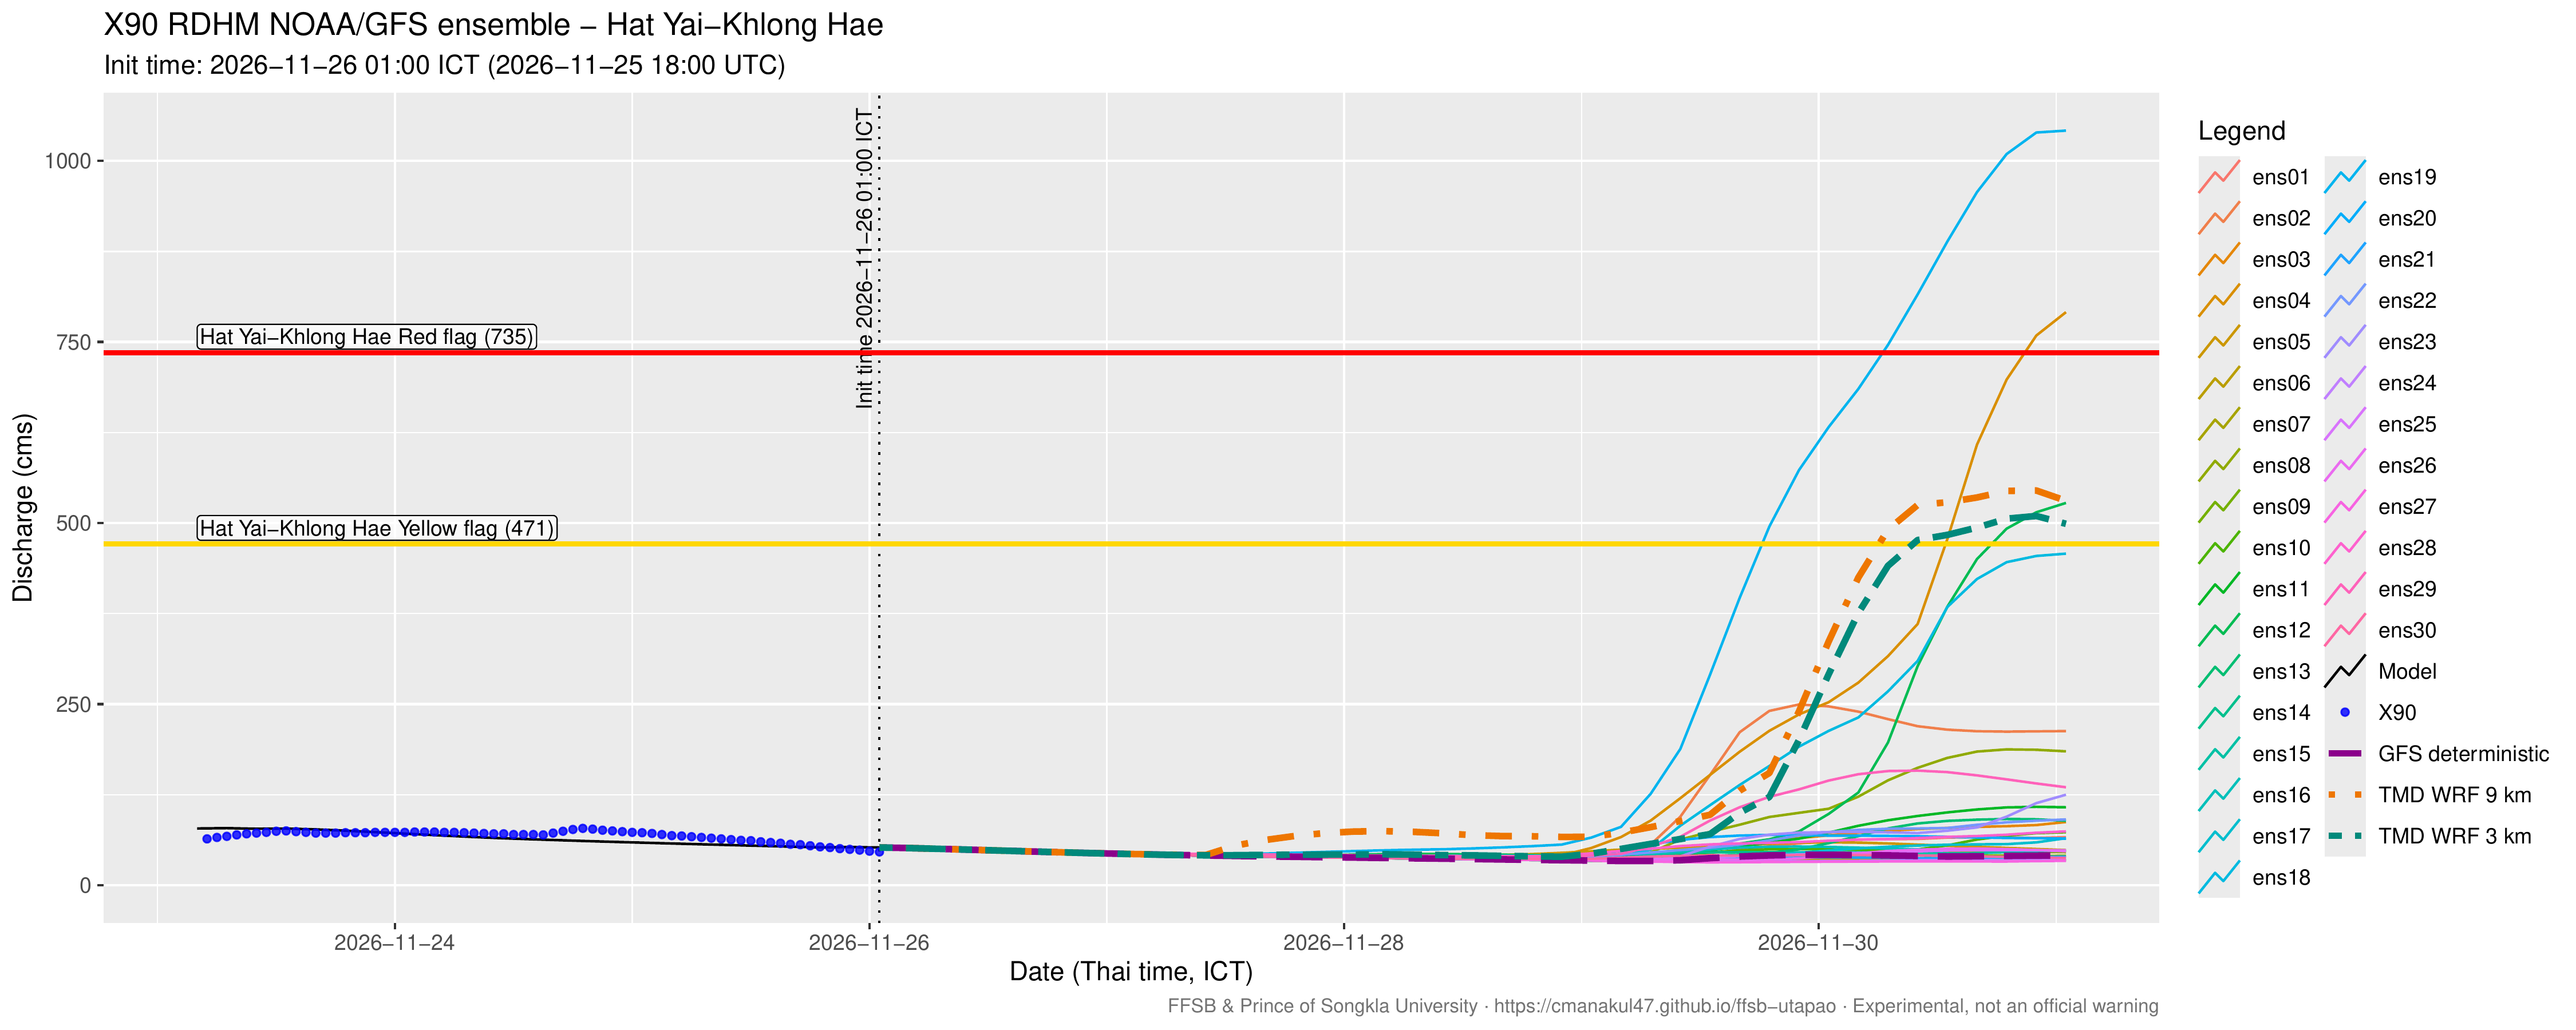 X90 RDHM NOAA/GFS ensemble – Hat Yai–Khlong Hae
Init time: 2026–11–26 01:00 ICT (2026–11–25 18:00 UTC)
Discharge (cms)
1000
750
500
250
0
Hat Yai–Khlong Hae Red flag (735)
Hat Yai–Khlong Hae Yellow flag (471)
Init time 2026–11–26 01:00 ICT
2026–11–24
2026–11–26
2026–11–28
2026–11–30
Date (Thai time, ICT)
Legend
ens01
ens02
ens03
ens04
ens05
ens06
ens07
ens08
ens09
ens10
ens11
ens12
ens13
ens14
ens15
ens16
ens17
ens18
ens19
ens20
ens21
ens22
ens23
ens24
ens25
ens26
ens27
ens28
ens29
ens30
Model
X90
GFS deterministic
TMD WRF 9 km
TMD WRF 3 km
FFSB & Prince of Songkla University · https://cmanakul47.github.io/ffsb–utapao · Experimental, not an official warning